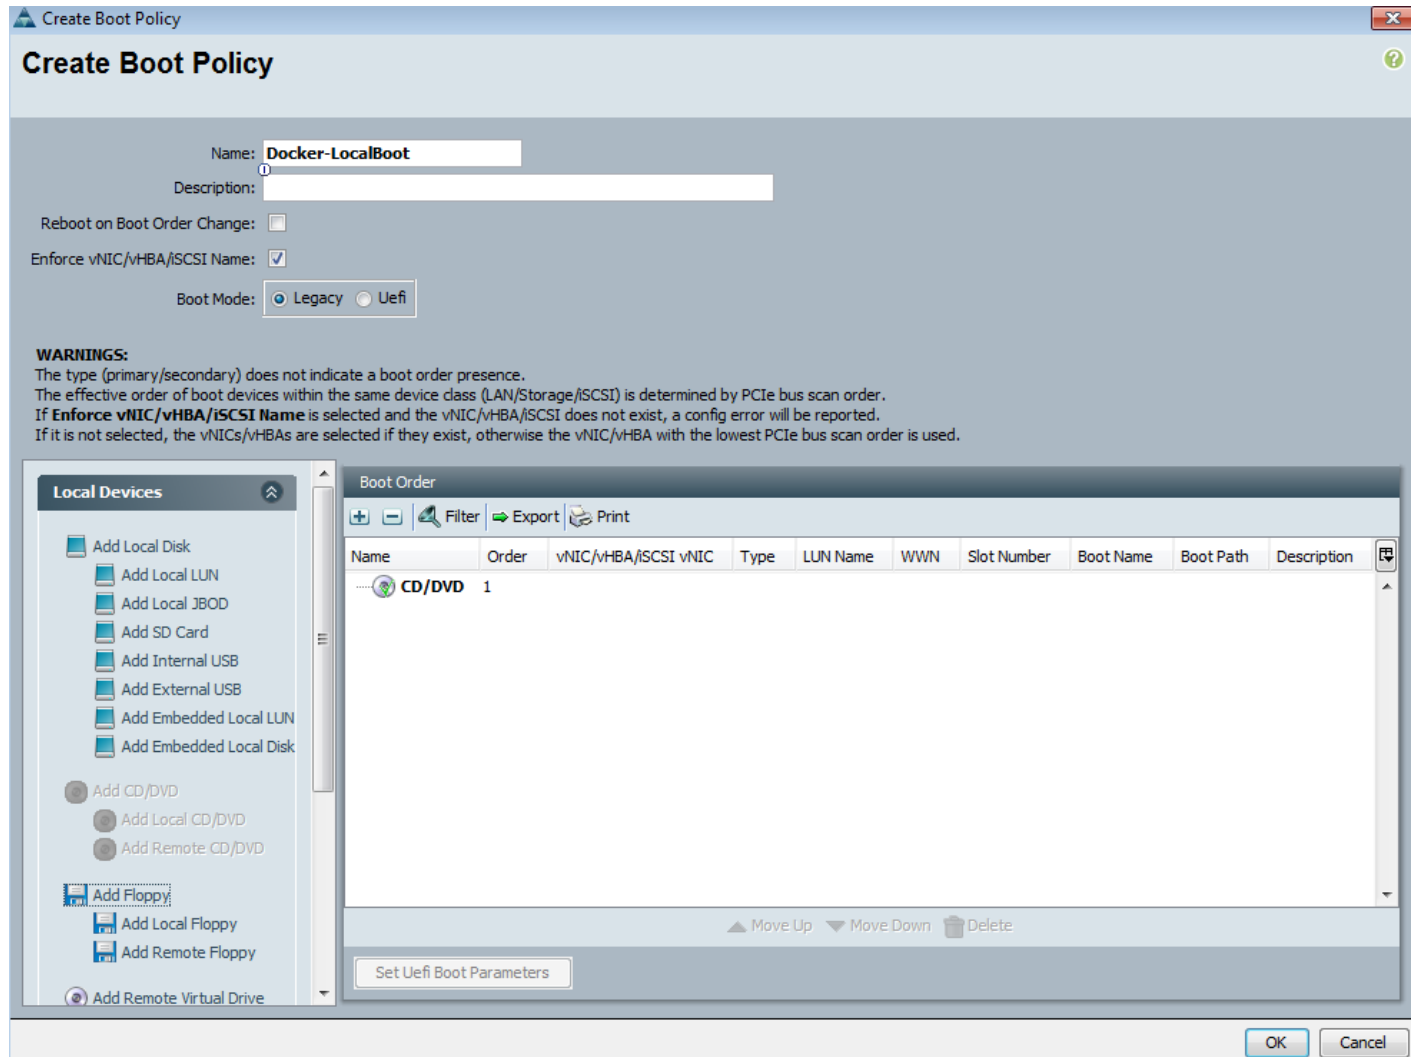 Create Boot Policy
Create Boot Policy
Name: Docker-LocalBoot
Description:
Reboot on Boot Order Change:
Enforce vNIC/vHBA/iSCSI Name:
Boot Mode: Legacy Uefi
WARNINGS:
The type (primary/secondary) does not indicate a boot order presence.
The effective order of boot devices within the same device class (LAN/Storage/iSCSI) is determined by PCIe bus scan order.
If Enforce vNIC/vHBA/iSCSI Name is selected and the vNIC/vHBA/iSCSI does not exist, a config error will be reported.
If it is not selected, the vNICs/vHBAs are selected if they exist, otherwise the vNIC/vHBA with the lowest PCIe bus scan order is used.
Local Devices
Add Local Disk
Add Local LUN
Add Local JBOD
Add SD Card
Add Internal USB
Add External USB
Add Embedded Local LUN
Add Embedded Local Disk
Add CD/DVD
Add Local CD/DVD
Add Remote CD/DVD
Add Floppy
Add Local Floppy
Add Remote Floppy
Add Remote Virtual Drive
Boot Order
Filter Export Print
Name Order vNIC/vHBA/iSCSI vNIC Type LUN Name WWN Slot Number Boot Name Boot Path Description
CD/DVD 1
Move Up Move Down Delete
Set Uefi Boot Parameters
OK Cancel